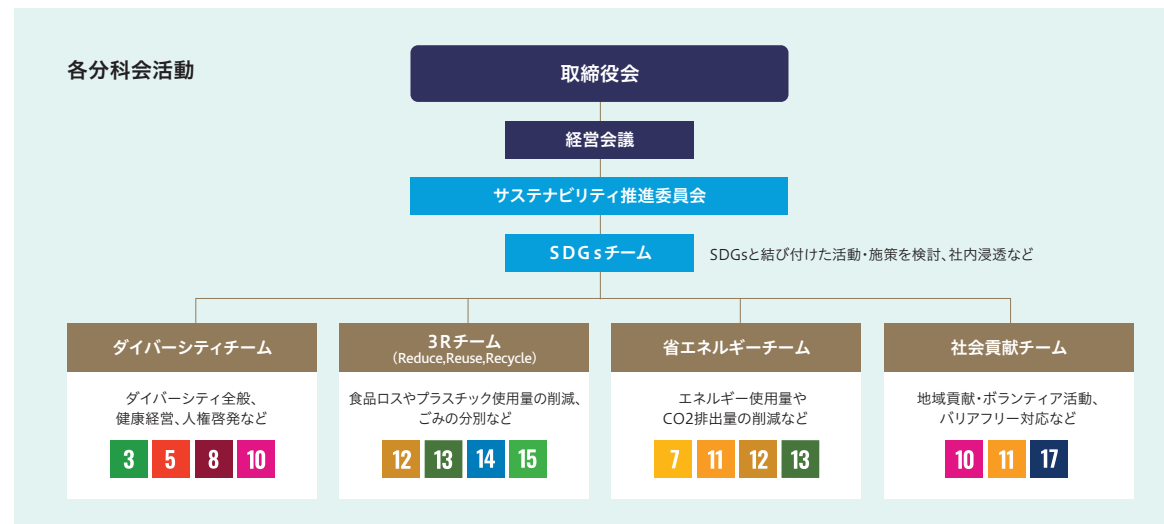 各分科会活動
取締役会
経営会議
サステナビリティ推進委員会
SDGsチーム
SDGsと結び付けた活動・施策を検討、社内浸透など
ダイバーシティチーム
ダイバーシティ全般、
健康経営、人権啓発など
3 5 8 10
3Rチーム
（Reduce,Reuse,Recycle）
食品ロスやプラスチック使用量の削減、
ごみの分別など
12 13 14 15
省エネルギーチーム
エネルギー使用量や
CO2排出量の削減など
7 11 12 13
社会貢献チーム
地域貢献・ボランティア活動、
バリアフリー対応など
10 11 17